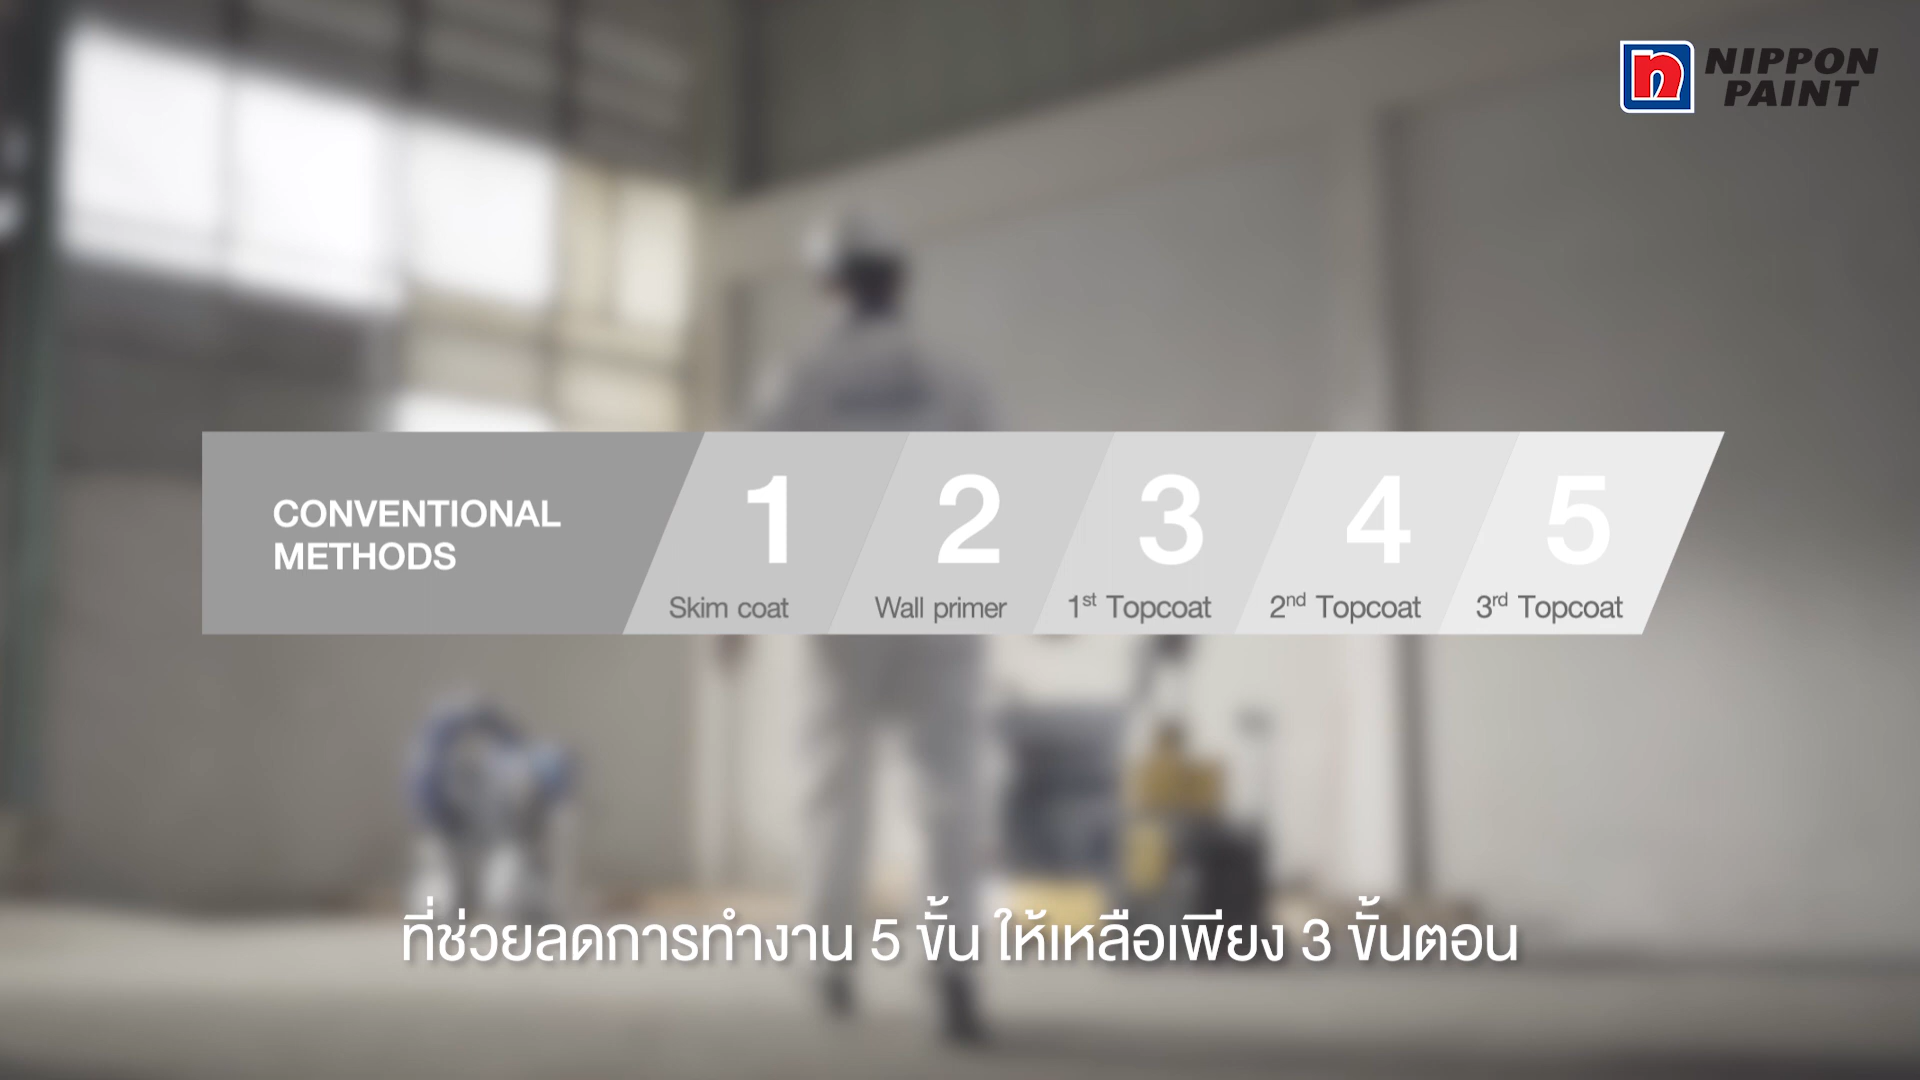 NIPPON
PAINT
CONVENTIONAL
METHODS
1 2 3 4 5
Skim coat Wall primer 1st Topcoat 2nd Topcoat 3rd Topcoat
ที่ช่วยลดการทำงาน 5 ขั้น ให้เหลือเพียง 3 ขั้นตอน